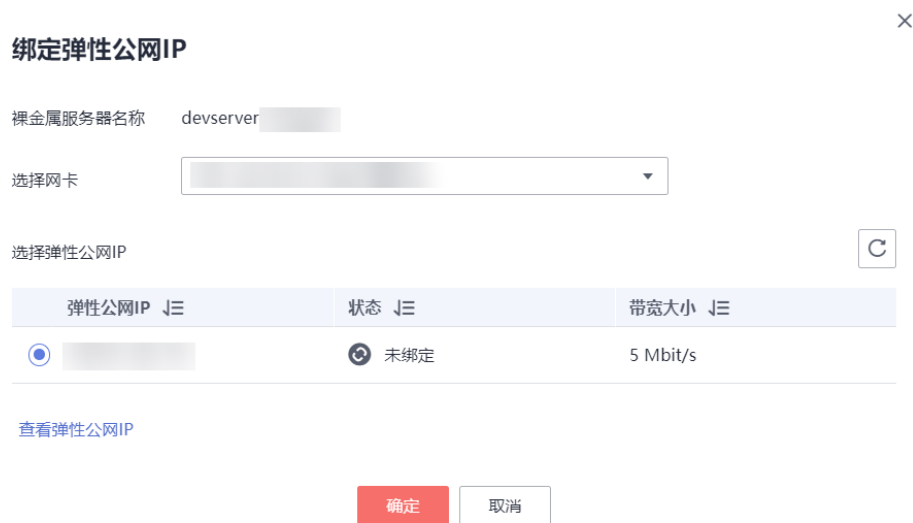 绑定弹性公网IP
裸金属服务器名称 devserver
选择网卡
选择弹性公网IP
弹性公网IP 状态 带宽大小
未绑定 5 Mbit/s
查看弹性公网IP
确定 取消